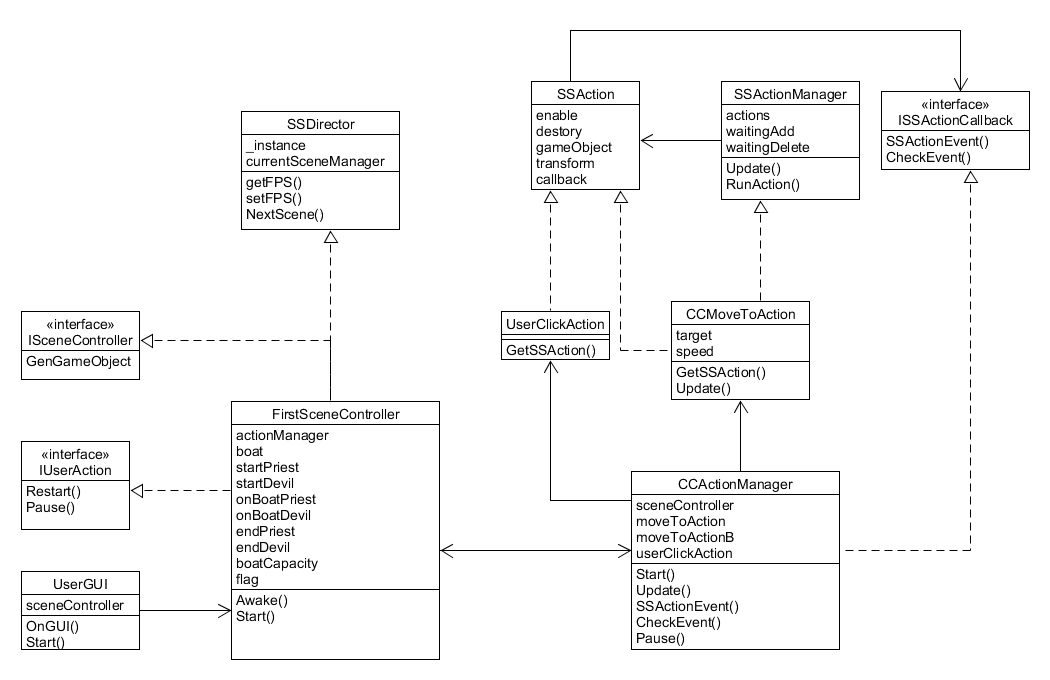 SSDirector
_instance
currentSceneManager
getFPS()
setFPS()
NextScene()
SSAction
enable
destory
gameObject
transform
callback
SSActionManager
actions
waitingAdd
waitingDelete
Update()
RunAction()
«interface»
ISSActionCallback
SSActionEvent()
CheckEvent()
«interface»
ISceneController
GenGameObject
UserClickAction
GetSSAction()
CCMoveToAction
target
speed
GetSSAction()
Update()
«interface»
IUserAction
Restart()
Pause()
FirstSceneController
actionManager
boat
startPriest
startDevil
onBoatPriest
onBoatDevil
endPriest
endDevil
boatCapacity
flag
Awake()
Start()
CCActionManager
sceneController
moveToAction
moveToActionB
userClickAction
Start()
Update()
SSActionEvent()
CheckEvent()
Pause()
UserGUI
sceneController
OnGUI()
Start()